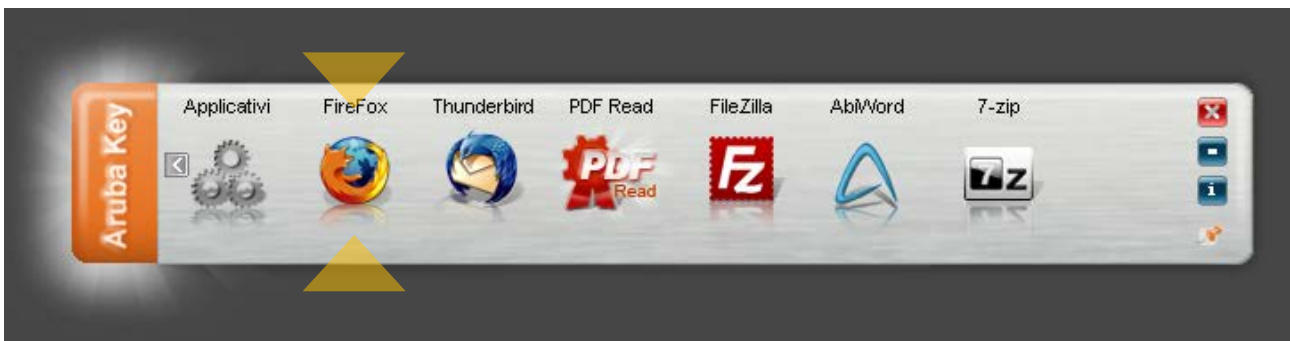 Aruba Key
Applicativi
FireFox
Thunderbird
PDF Read
FileZilla
AbiWord
7-zip
PDF
Read
Fz
7z
i